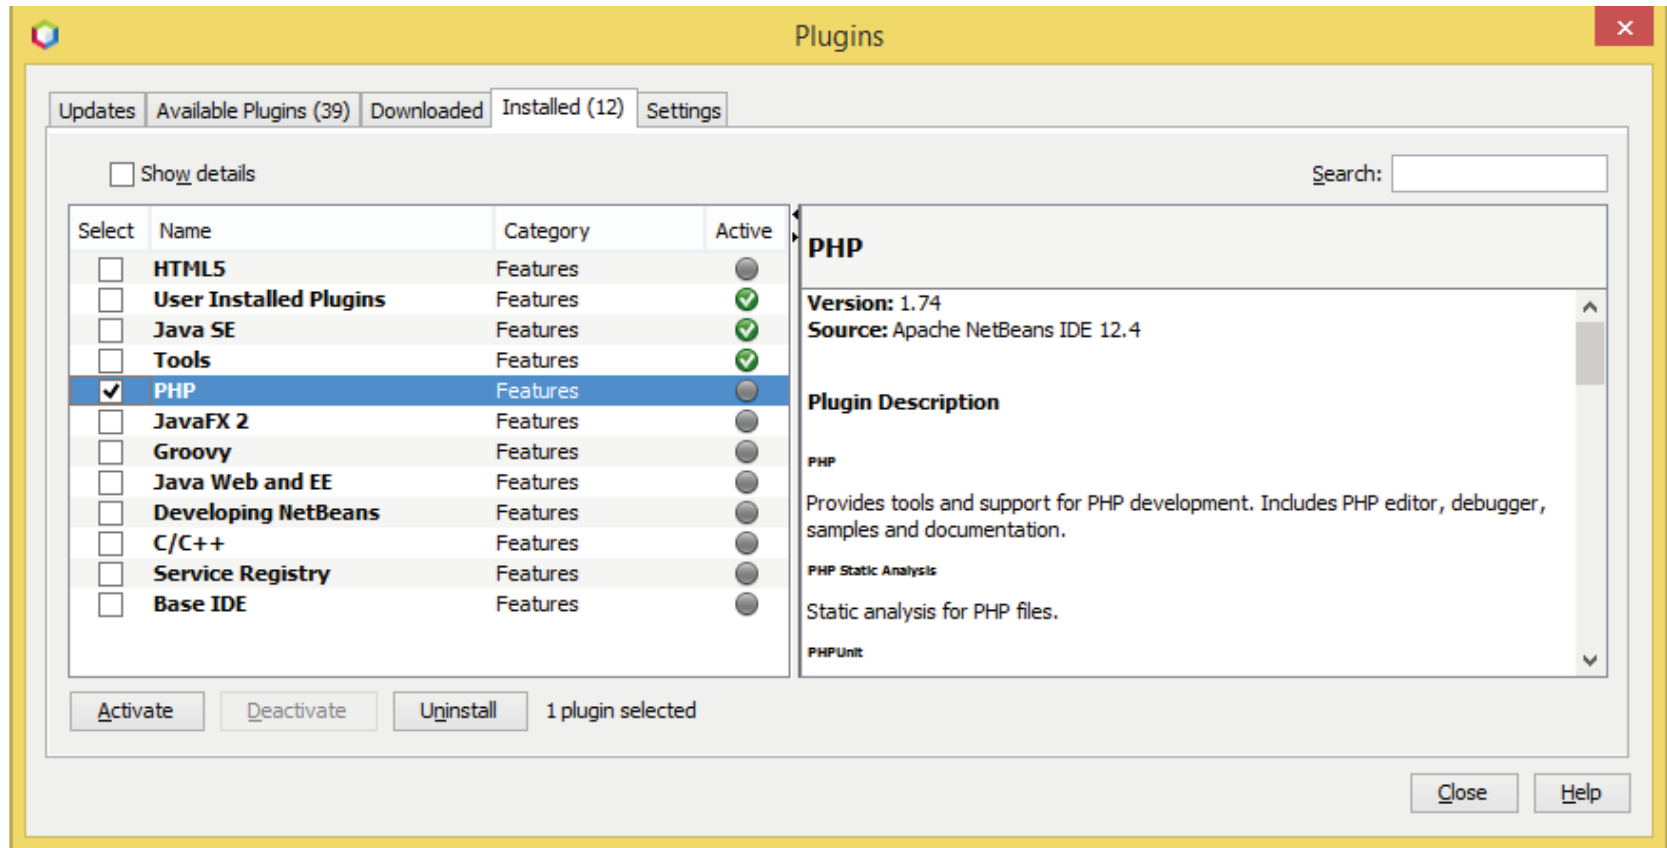 Plugins
Updates Available Plugins (39) Downloaded Installed (12) Settings
Show details Search:
Select Name Category Active
HTML5 Features
User Installed Plugins Features
Java SE Features
Tools Features
PHP Features
JavaFX 2 Features
Groovy Features
Java Web and EE Features
Developing NetBeans Features
C/C++ Features
Service Registry Features
Base IDE Features
PHP
Version: 1.74
Source: Apache NetBeans IDE 12.4
Plugin Description
PHP
Provides tools and support for PHP development. Includes PHP editor, debugger,
samples and documentation.
PHP Static Analysis
Static analysis for PHP files.
PHPUnit
Activate Deactivate Uninstall 1 plugin selected
Close Help